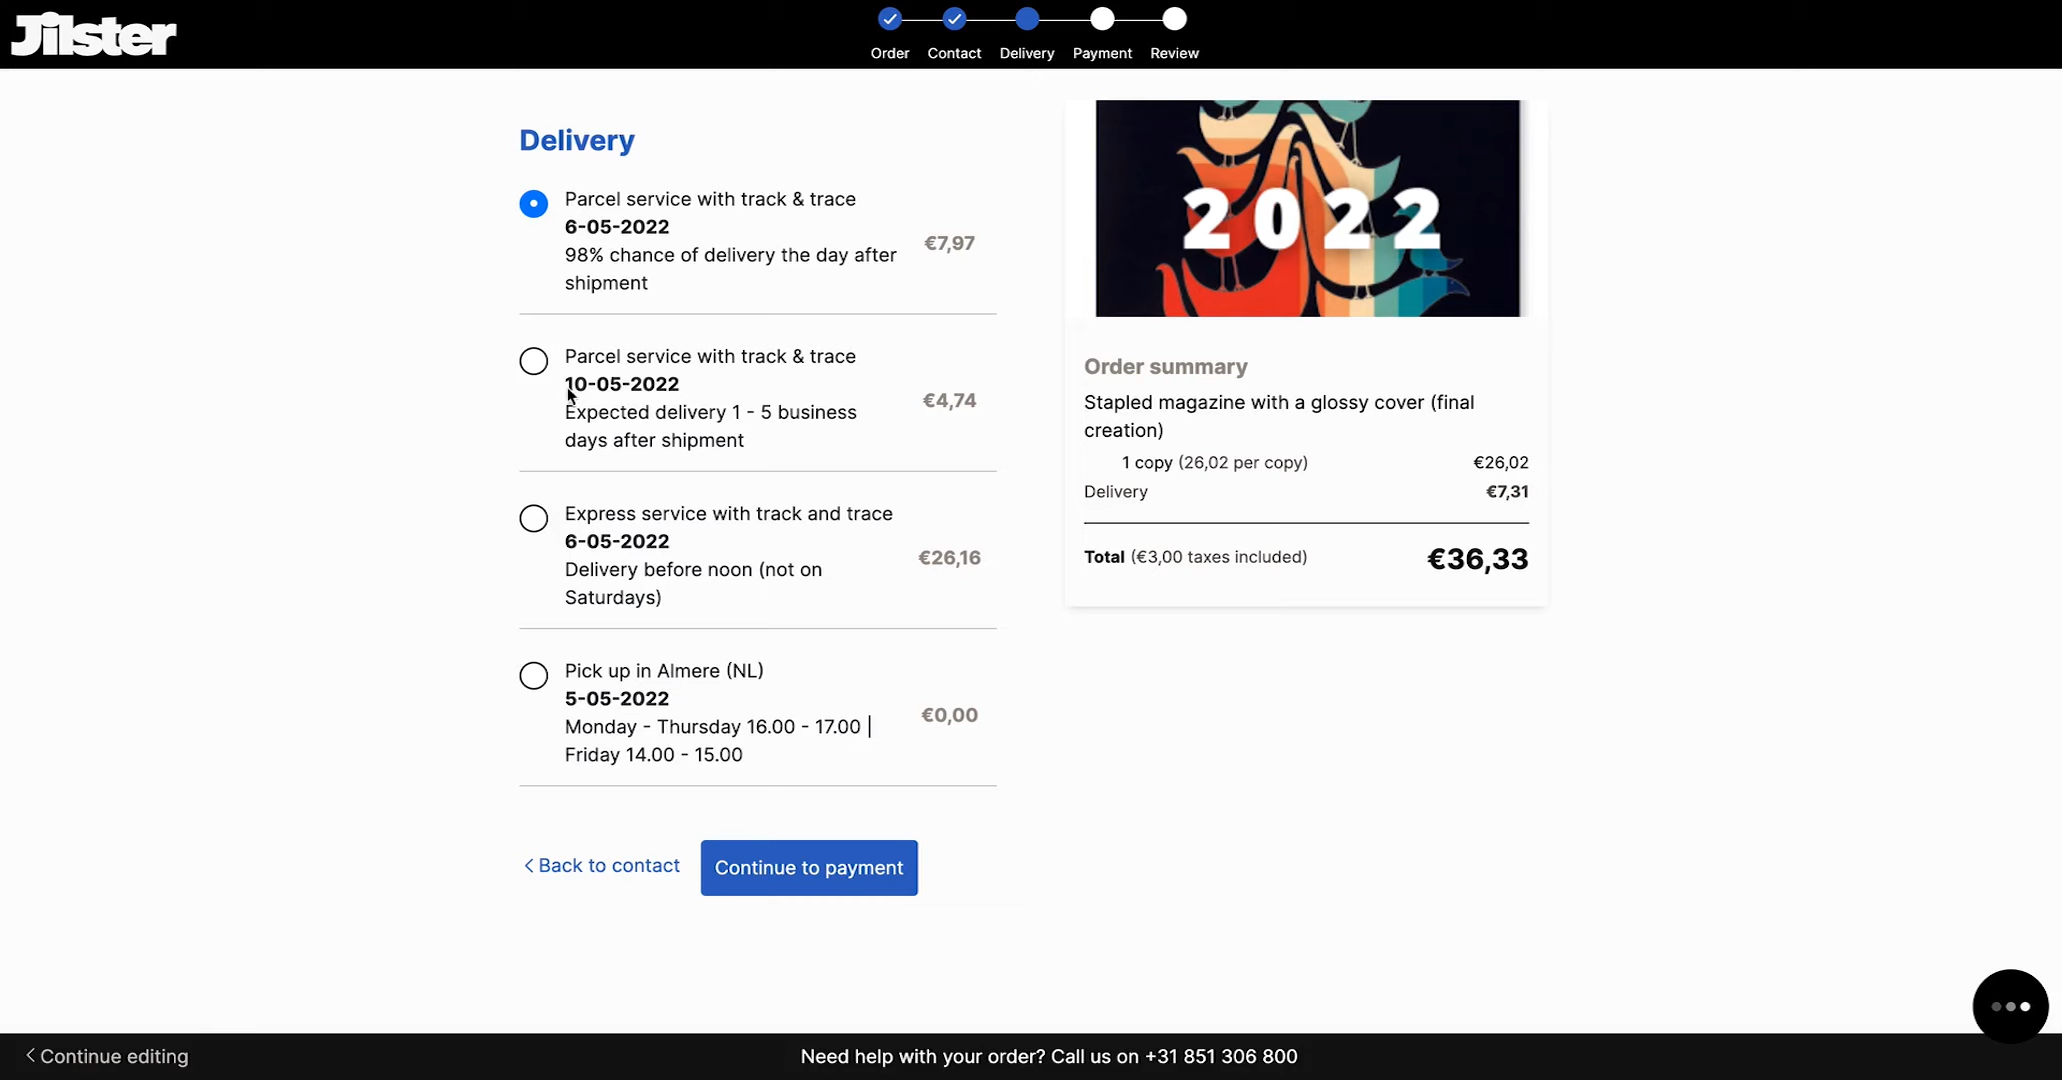 Jilster
Order
Contact
Delivery
Payment
Review
Delivery
Parcel service with track & trace
6-05-2022
98% chance of delivery the day after
shipment
€7,97
Parcel service with track & trace
10-05-2022
Expected delivery 1 - 5 business
days after shipment
€4,74
Express service with track and trace
6-05-2022
Delivery before noon (not on
Saturdays)
€26,16
Pick up in Almere (NL)
5-05-2022
Monday - Thursday 16.00 - 17.00 |
Friday 14.00 - 15.00
€0,00
< Back to contact
Continue to payment
2022
Order summary
Stapled magazine with a glossy cover (final
creation)
1 copy (26,02 per copy) €26,02
Delivery €7,31
Total (€3,00 taxes included) €36,33
< Continue editing
Need help with your order? Call us on +31 851 306 800